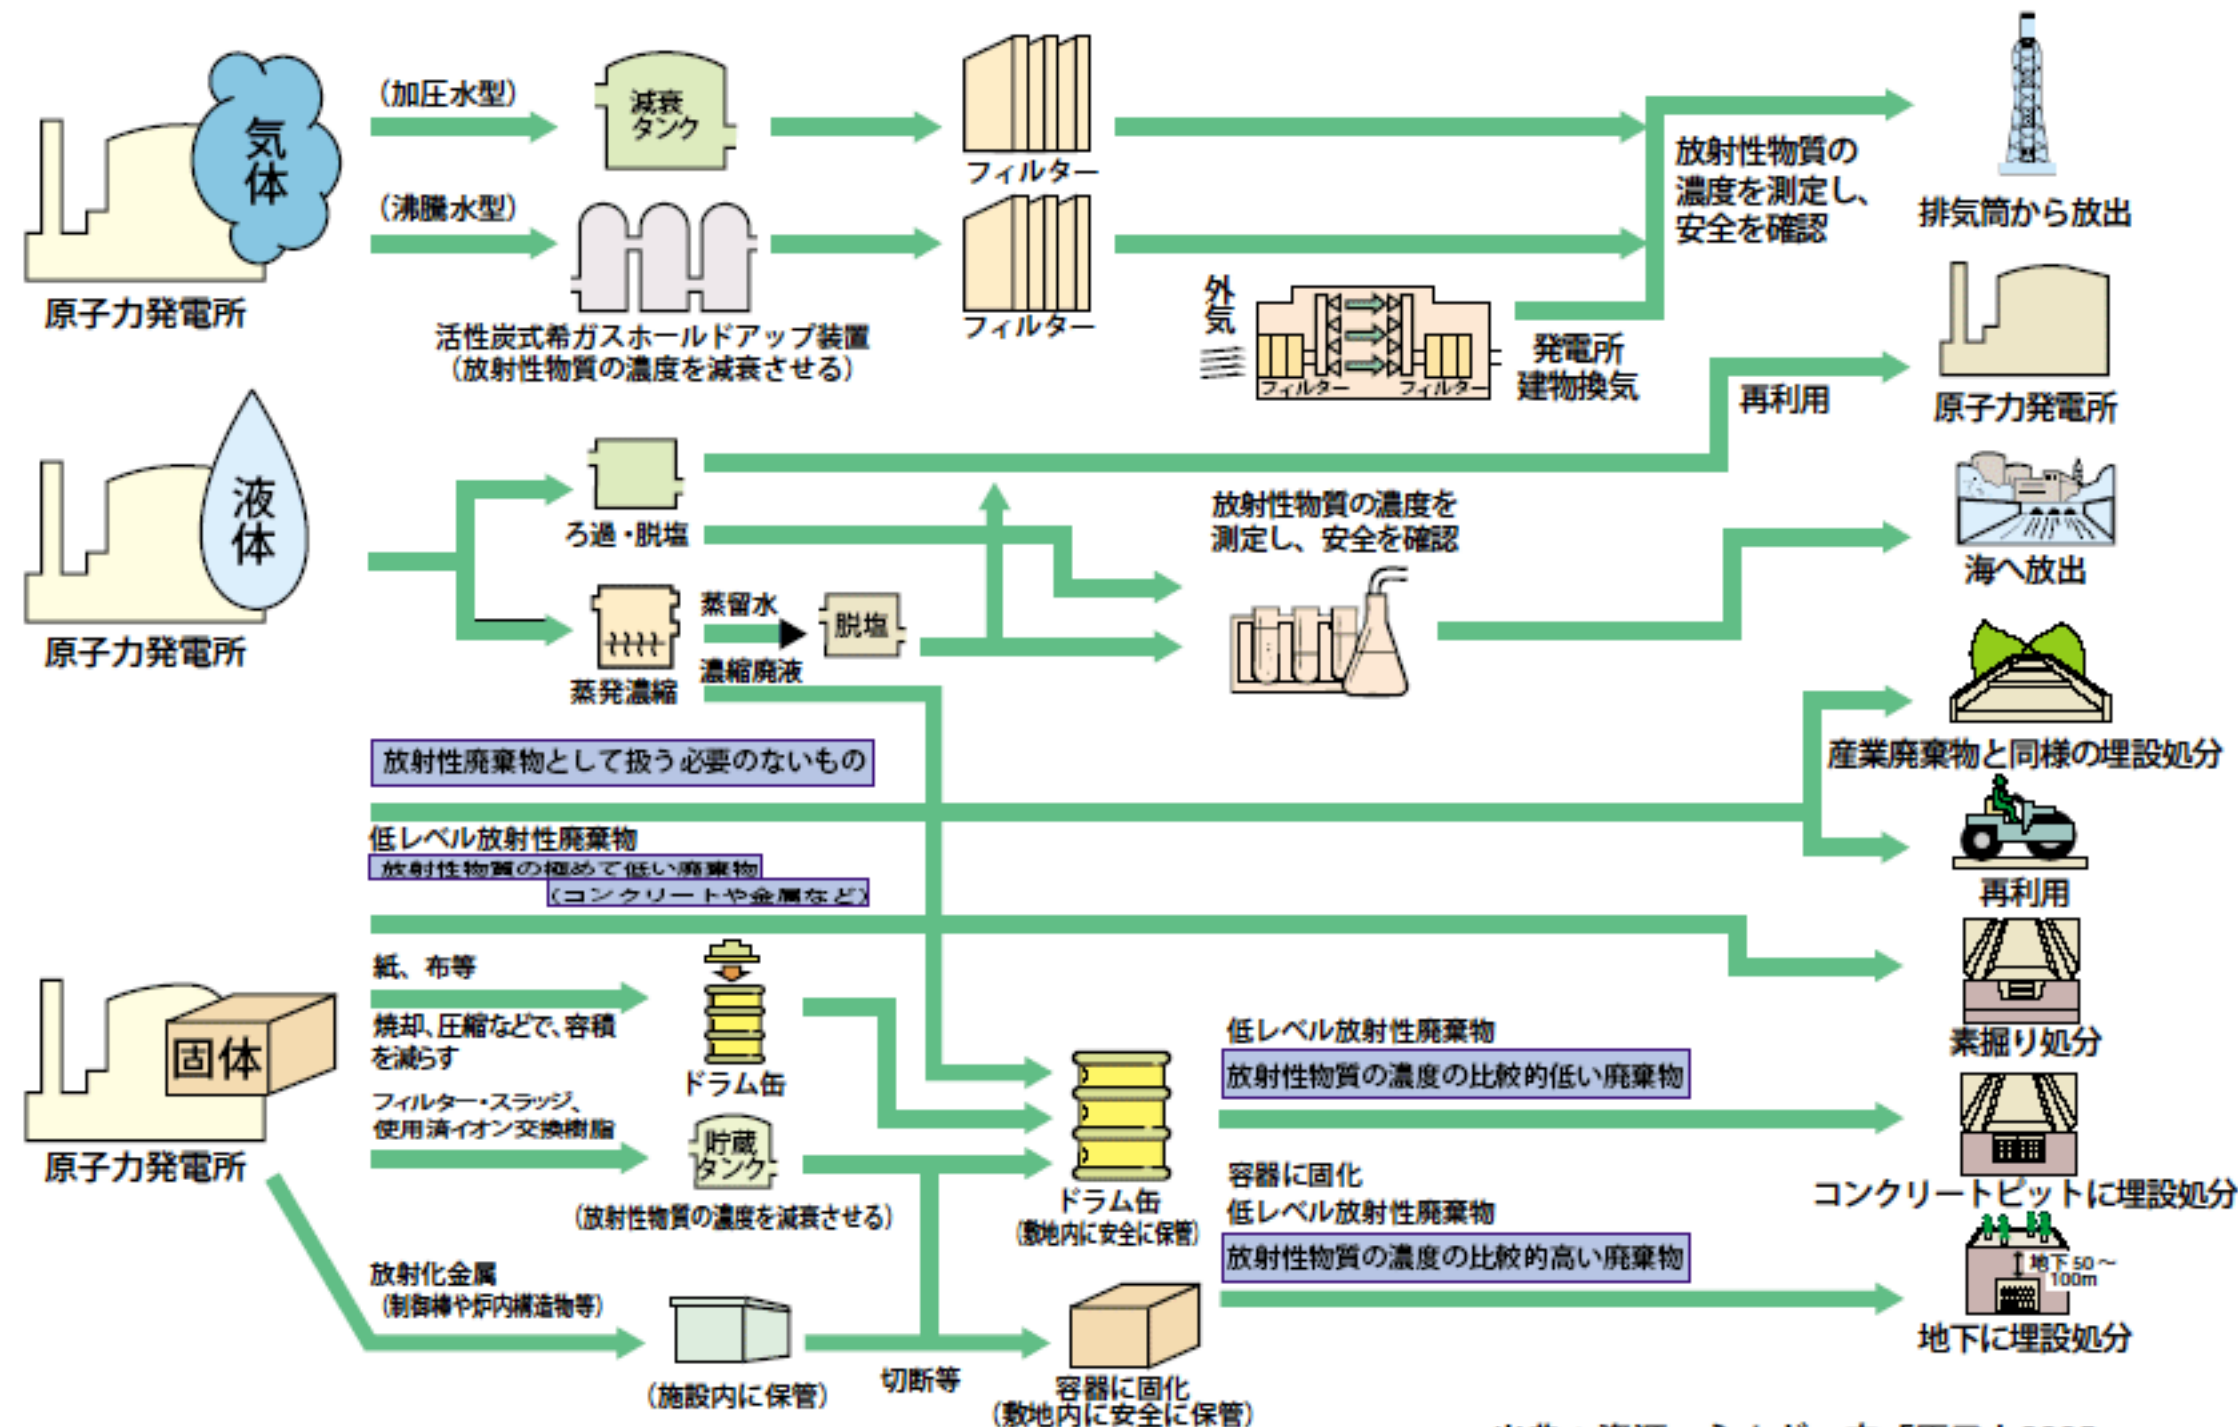 気
体
原子力発電所
（加圧水型）
減衰
タンク
フィルター
（沸騰水型）
活性炭式希ガスホールドアップ装置
（放射性物質の濃度を減衰させる）
フィルター
外
気
フィルター
フィルター
発電所
建物換気
放射性物質の
濃度を測定し、
安全を確認
排気筒から放出
液
体
原子力発電所
ろ過・脱塩
再利用
原子力発電所
蒸発濃縮
蒸留水
脱塩
濃縮廃液
放射性物質の濃度を
測定し、安全を確認
海へ放出
固体
原子力発電所
放射性廃棄物として扱う必要のないもの
産業廃棄物と同様の埋設処分
再利用
低レベル放射性廃棄物
放射性物質の極めて低い廃棄物
（コンクリートや金属など）
素掘り処分
紙、布等
焼却、圧縮などで、容積
を減らす
ドラム缶
フィルター・スラッジ、
使用済イオン交換樹脂
貯蔵
タンク
（放射性物質の濃度を減衰させる）
ドラム缶
（敷地内に安全に保管）
低レベル放射性廃棄物
放射性物質の濃度の比較的低い廃棄物
コンクリートピットに埋設処分
放射化金属
（制御棒や炉内構造物等）
（施設内に保管）
切断等
容器に固化
（敷地内に安全に保管）
容器に固化
低レベル放射性廃棄物
放射性物質の濃度の比較的高い廃棄物
地下50～
100m
地下に埋設処分